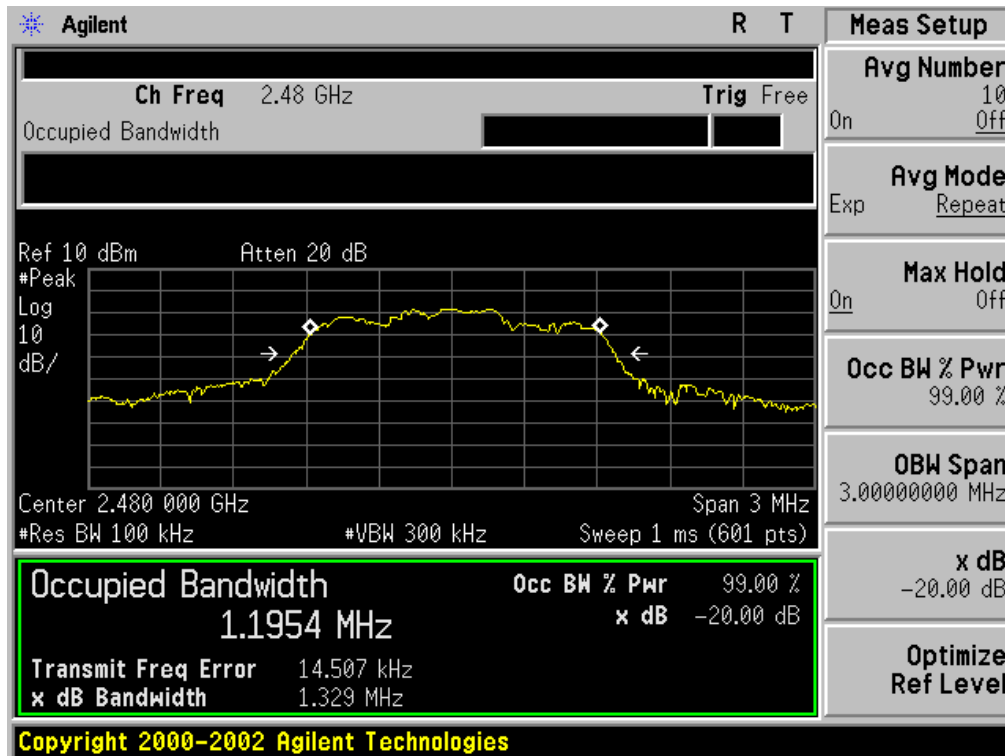 Agilent R T
Meas Setup
Ch Freq 2.48 GHz Trig Free
Occupied Bandwidth
Ref 10 dBm Atten 20 dB
#Peak
Log
10
dB/
Center 2.480 000 GHz Span 3 MHz
#Res BW 100 kHz #VBW 300 kHz Sweep 1 ms (601 pts)
Occupied Bandwidth
1.1954 MHz
Occ BW % Pwr 99.00 %
x dB -20.00 dB
Transmit Freq Error 14.507 kHz
x dB Bandwidth 1.329 MHz
Avg Number
10
On Off
Avg Mode
Exp Repeat
Max Hold
On Off
Occ BW % Pwr
99.00 %
OBW Span
3.00000000 MHz
x dB
-20.00 dB
Optimize
Ref Level
Copyright 2000-2002 Agilent Technologies